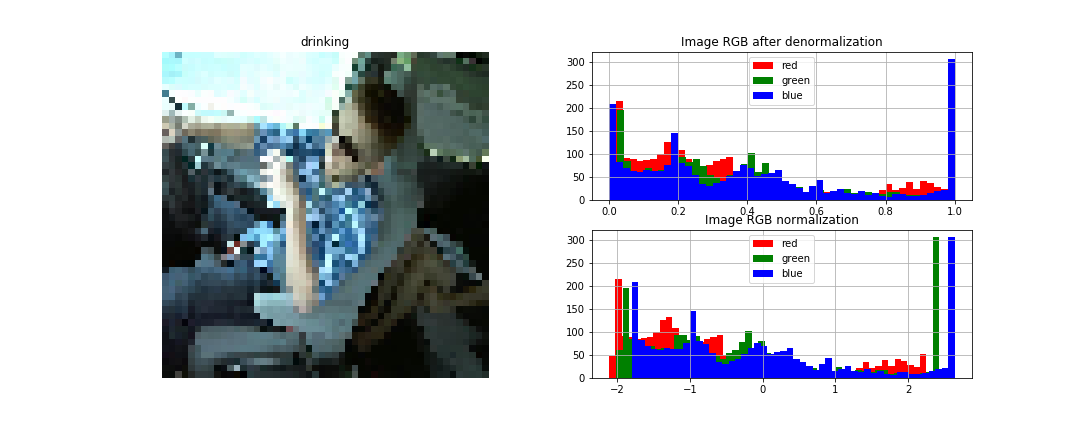 drinking
Image RGB after denormalization
red
green
blue
300
250
200
150
100
50
0
0.0 0.2 0.4 0.6 0.8 1.0
Image RGB normalization
red
green
blue
300
250
200
150
100
50
0
−2 −1 0 1 2